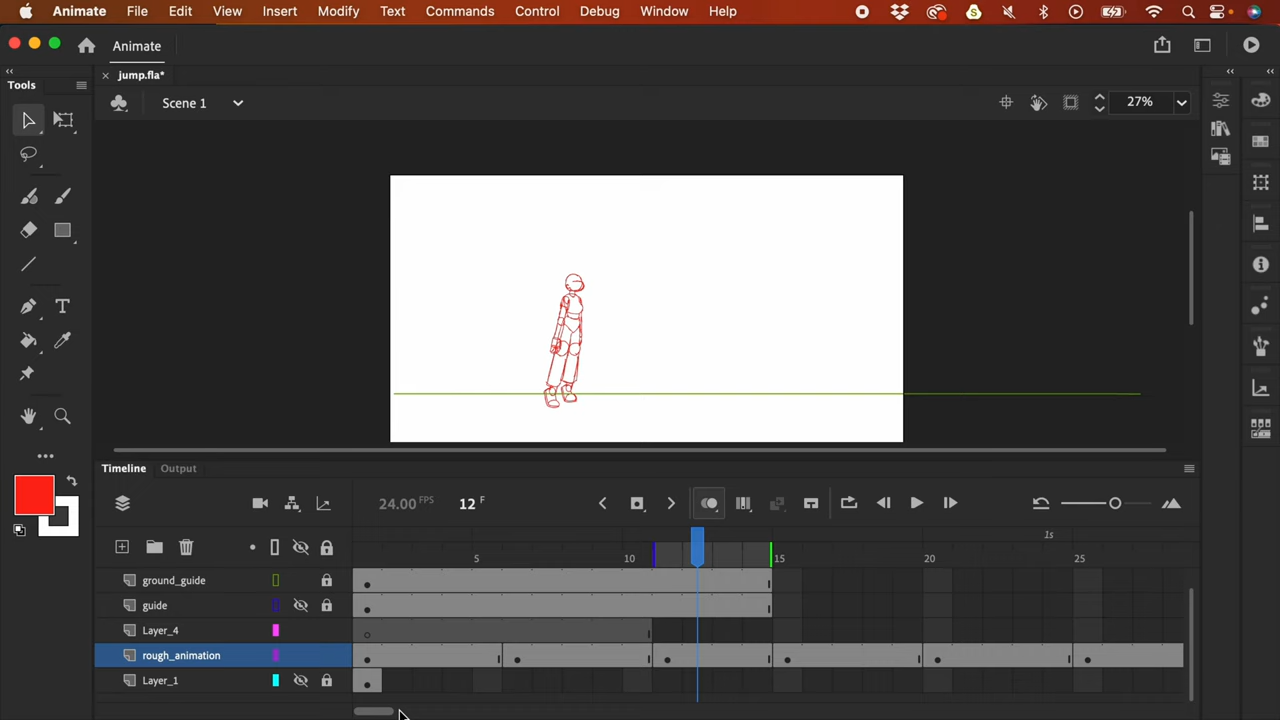 Animate File Edit View Insert Modify Text Commands Control Debug Window Help
Animate
jump.fla*
Tools
Scene 1
27%
Timeline Output
24.00 FPS 12 F
1s
5 10 15 20 25
ground_guide
guide
Layer_4
rough_animation
Layer_1